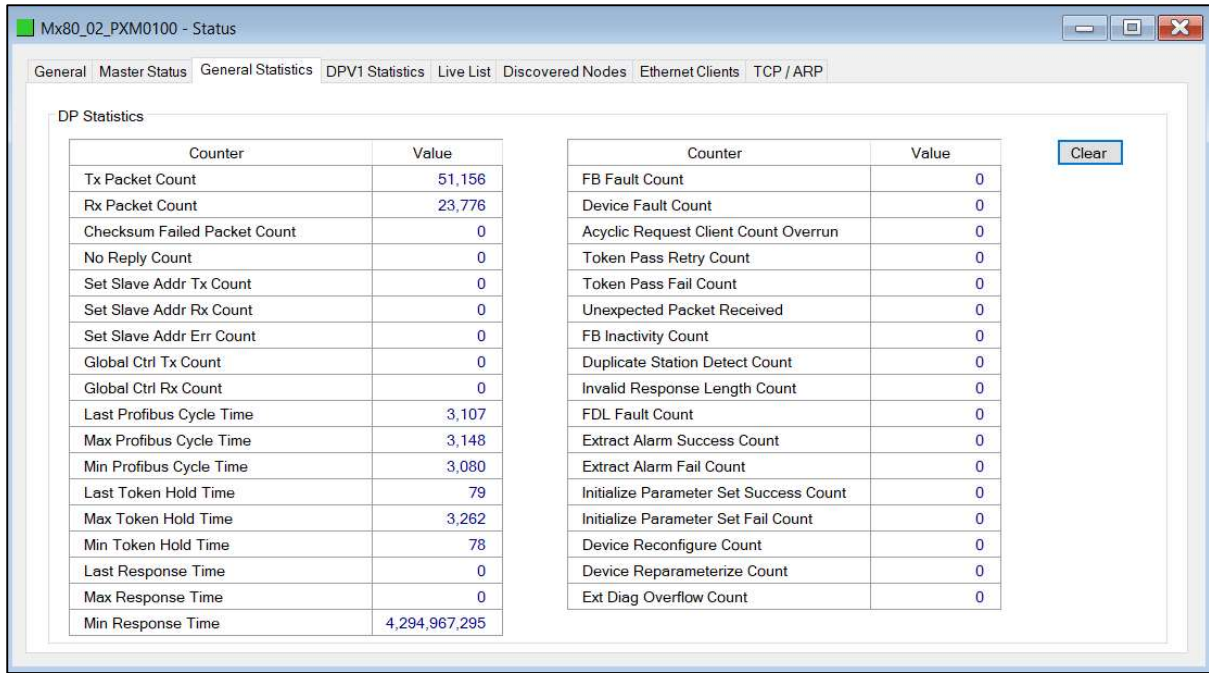 Mx80_02_PXM0100 - Status
General Master Status General Statistics DPV1 Statistics Live List Discovered Nodes Ethernet Clients TCP / ARP
DP Statistics
Counter Value
Tx Packet Count 51,156
Rx Packet Count 23,776
Checksum Failed Packet Count 0
No Reply Count 0
Set Slave Addr Tx Count 0
Set Slave Addr Rx Count 0
Set Slave Addr Err Count 0
Global Ctrl Tx Count 0
Global Ctrl Rx Count 0
Last Profibus Cycle Time 3,107
Max Profibus Cycle Time 3,148
Min Profibus Cycle Time 3,080
Last Token Hold Time 79
Max Token Hold Time 3,262
Min Token Hold Time 78
Last Response Time 0
Max Response Time 0
Min Response Time 4,294,967,295
Counter Value
FB Fault Count 0
Device Fault Count 0
Acyclic Request Client Count Overrun 0
Token Pass Retry Count 0
Token Pass Fail Count 0
Unexpected Packet Received 0
FB Inactivity Count 0
Duplicate Station Detect Count 0
Invalid Response Length Count 0
FDL Fault Count 0
Extract Alarm Success Count 0
Extract Alarm Fail Count 0
Initialize Parameter Set Success Count 0
Initialize Parameter Set Fail Count 0
Device Reconfigure Count 0
Device Reparameterize Count 0
Ext Diag Overflow Count 0
Clear